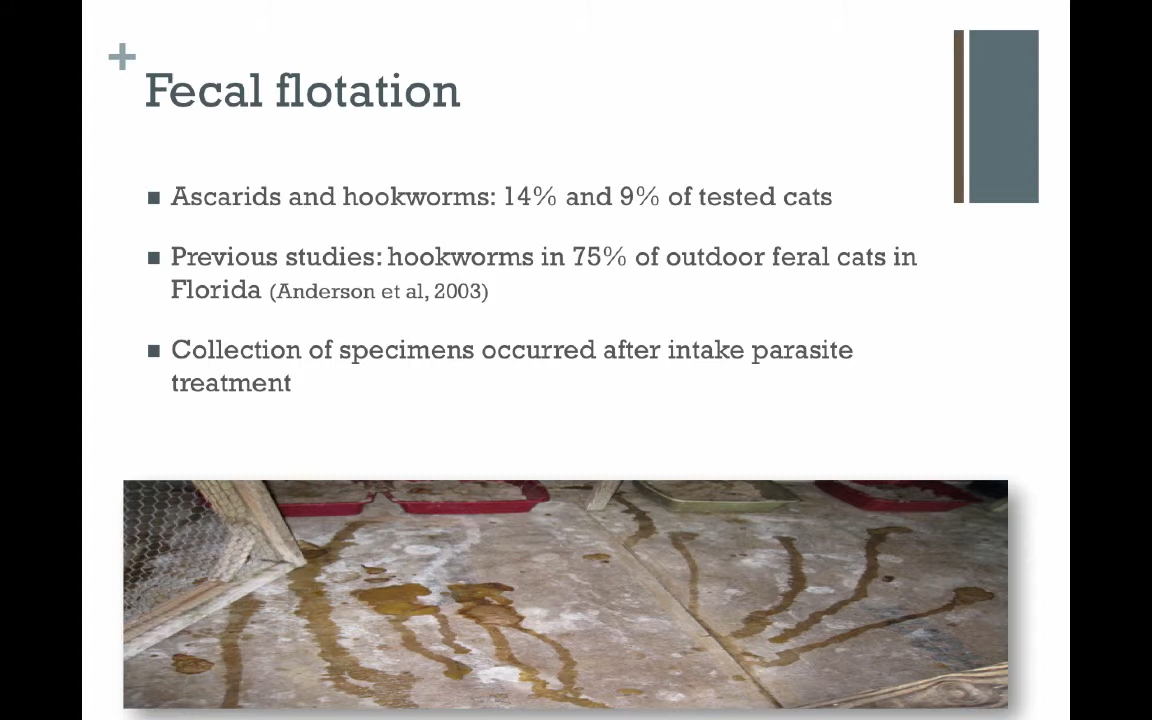 +
Fecal flotation
■ Ascarids and hookworms: 14% and 9% of tested cats
■ Previous studies: hookworms in 75% of outdoor feral cats in
Florida (Anderson et al, 2003)
■ Collection of specimens occurred after intake parasite
treatment